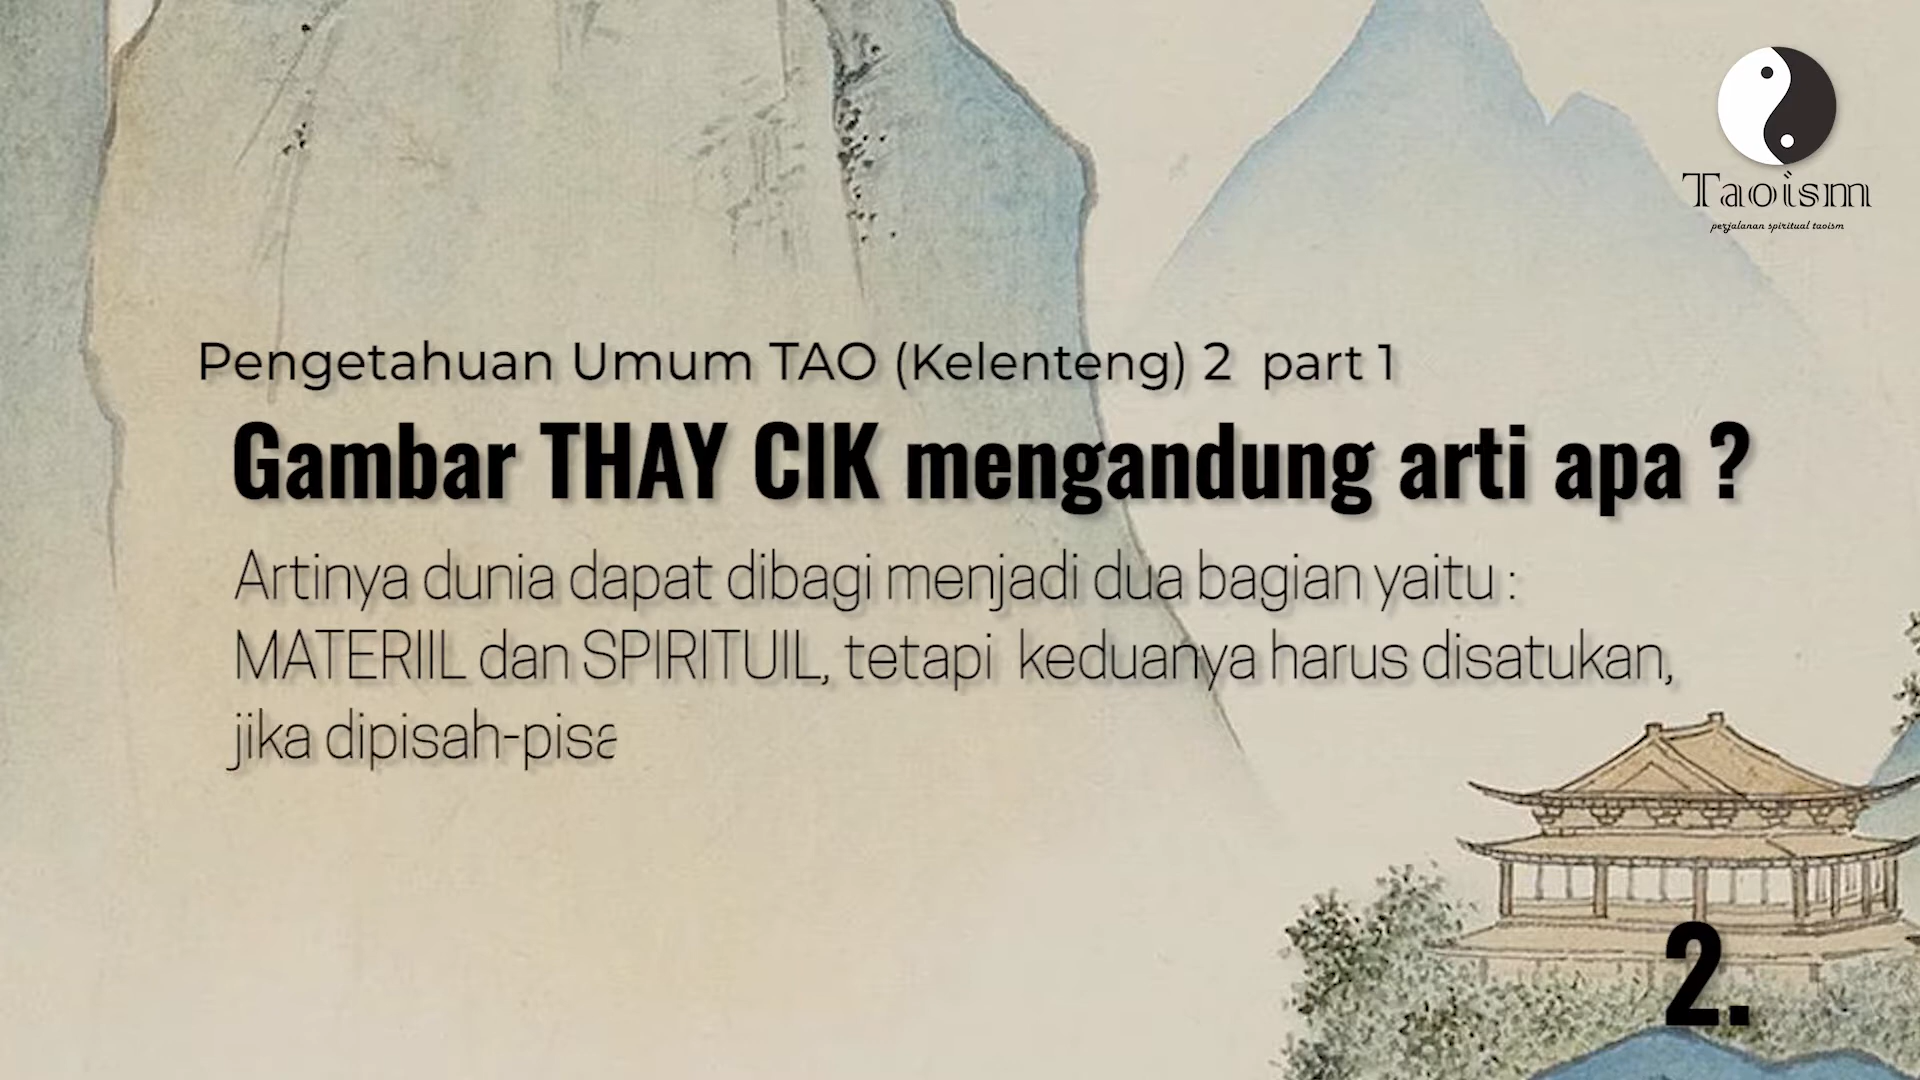 Taoism
perjalanan spiritual taoism
Pengetahuan Umum TAO (Kelenteng) 2 part 1
Gambar THAY CIK mengandung arti apa ?
Artinya dunia dapat dibagi menjadi dua bagian yaitu :
MATERIIL dan SPIRITUIL, tetapi keduanya harus disatukan,
jika dipisah-pisa
2.